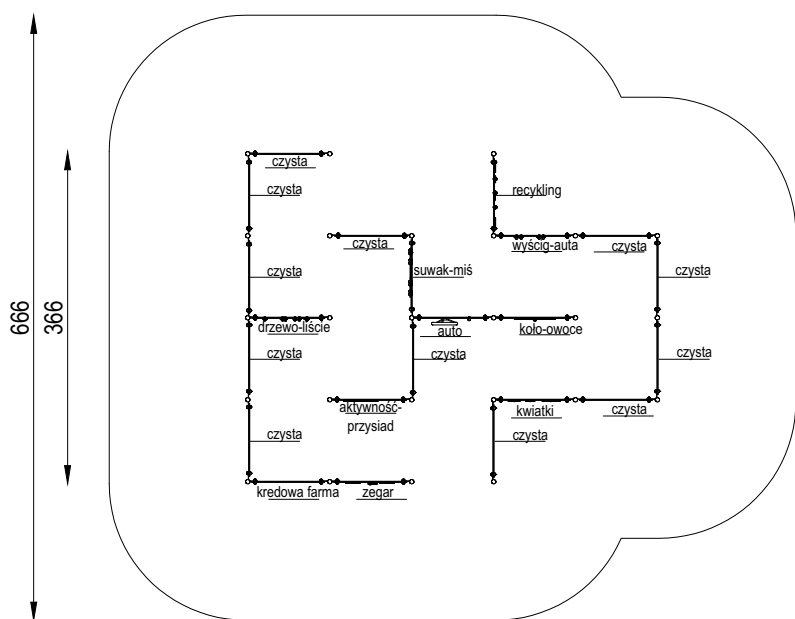 666
366
czysta
czysta
recykling
czysta
wyścig-auta
czysta
czysta
suwak-miś
czysta
drzewo-liście
auto
koło-owoce
czysta
czysta
czysta
aktywność-
przysiad
kwiatki
czysta
czysta
czysta
kredowa farma
zegar